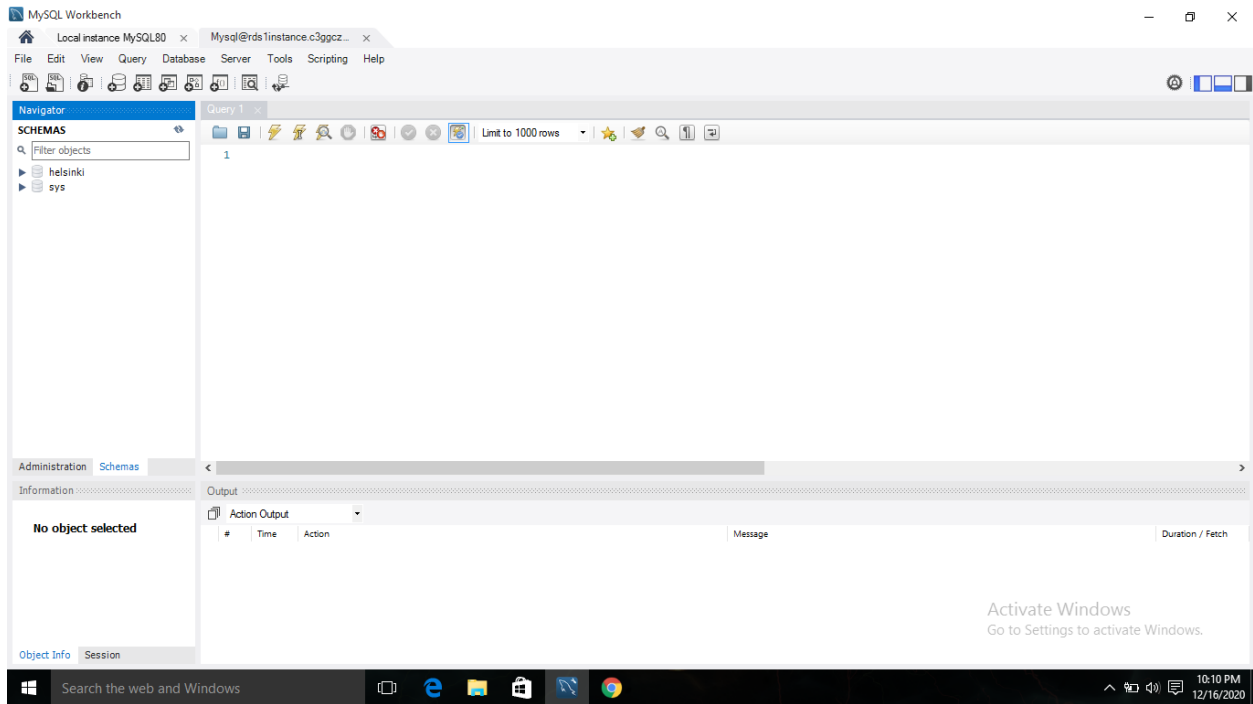 MySQL Workbench
Local instance MySQL80 Mysql@rds1instance.c3ggcz...
File Edit View Query Database Server Tools Scripting Help
Navigator
Query 1
SCHEMAS
Limit to 1000 rows
Filter objects
1
helsinki
sys
Administration Schemas
Information
Output
Action Output
No object selected
# Time Action Message Duration / Fetch
Activate Windows
Go to Settings to activate Windows.
Object Info Session
Search the web and Windows
10:10 PM
12/16/2020